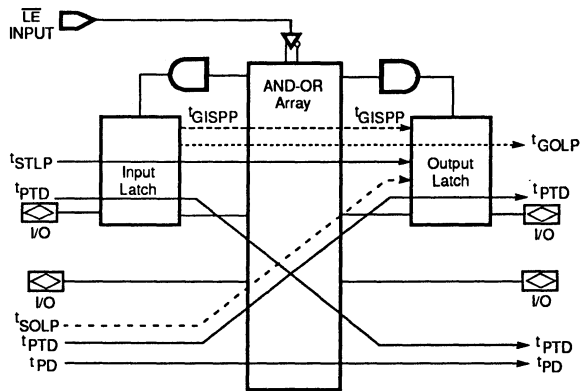 LE
INPUT
AND-OR
Array
tGISPP
tGISPP
tGOLP
tSTLP
Input
Latch
Output
Latch
tPTD
tPTD
I/O
I/O
I/O
I/O
tSOLP
tPTD
tPTD
tPD
tPD